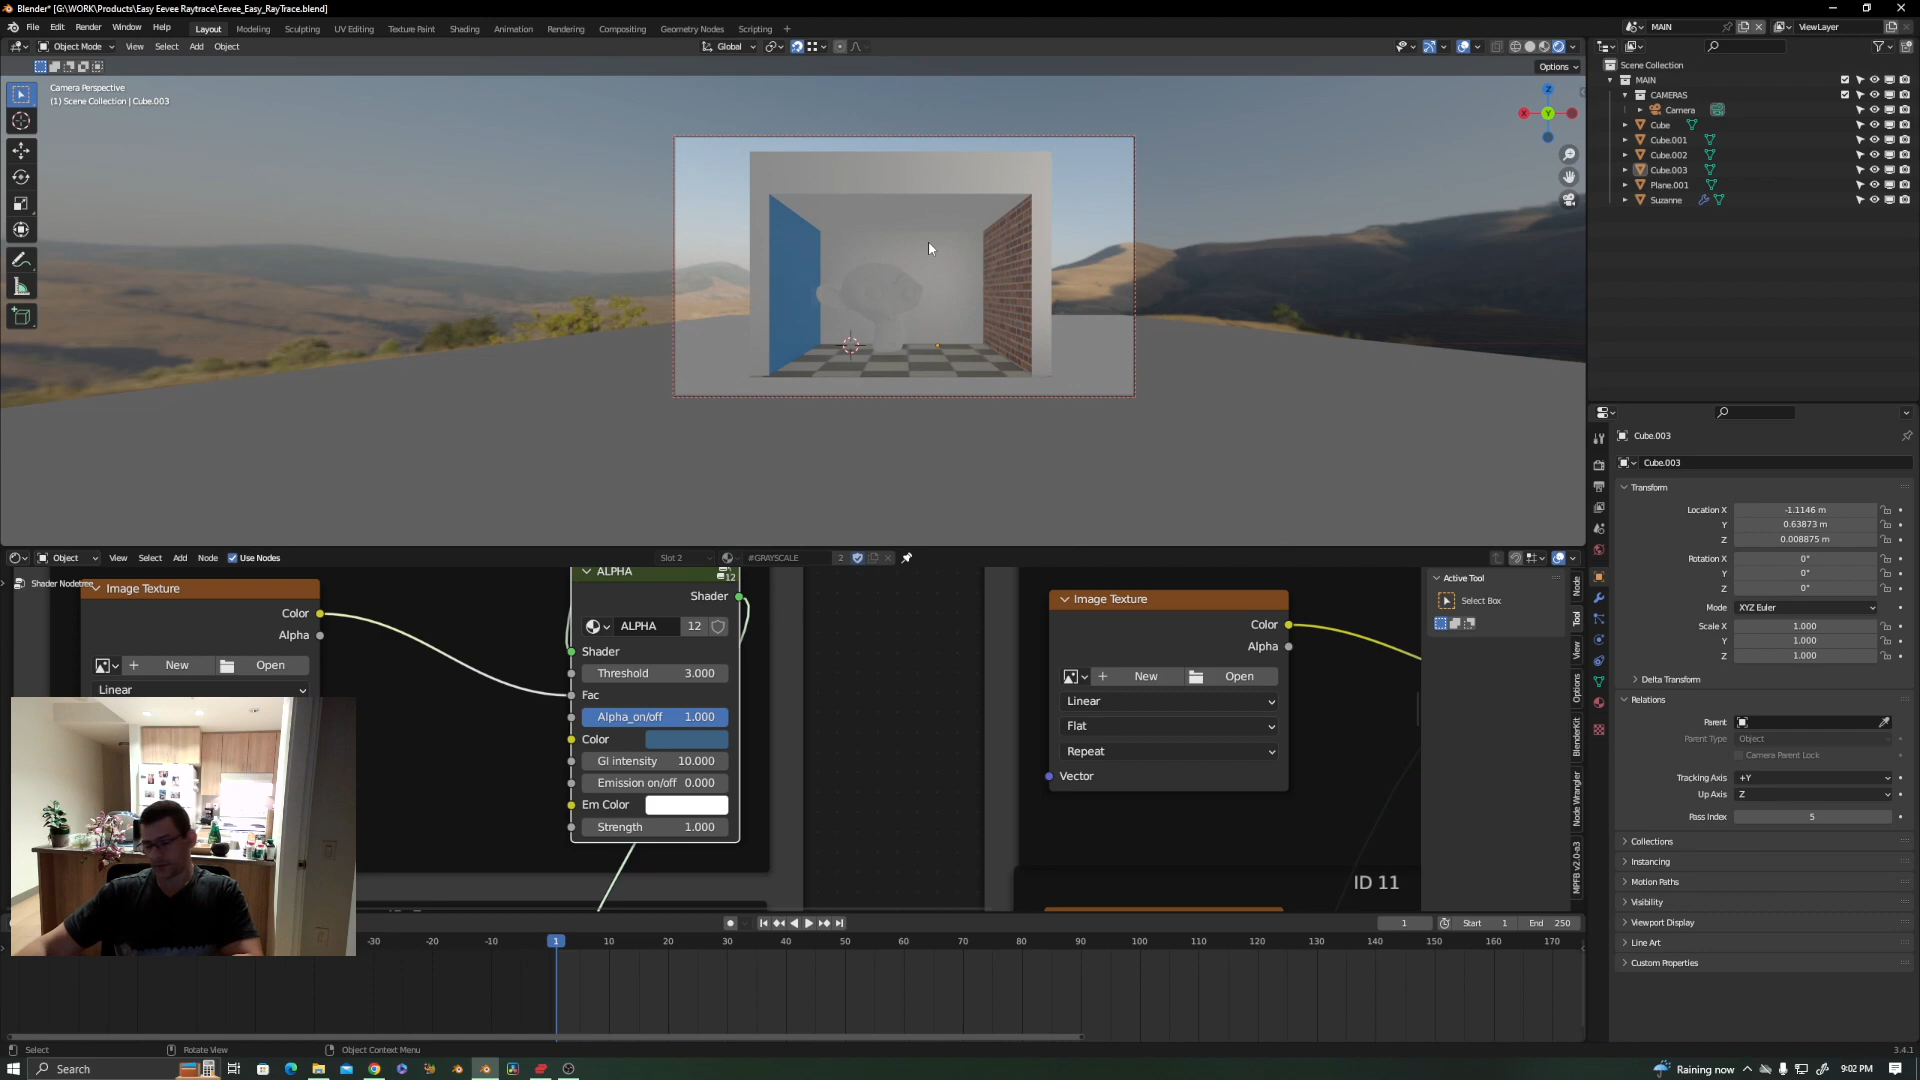 Blender* [G:\WORK\Products\Easy Eevee Raytrace\Eevee_Easy_RayTrace.blend]
File Edit Render Window Help
Layout Modeling Sculpting UV Editing Texture Paint Shading Animation Rendering Compositing Geometry Nodes Scripting +
MAIN
ViewLayer
Object Mode View Select Add Object
Global
Options
Camera Perspective
(1) Scene Collection | Cube.003
Z
X
Y
Scene Collection
MAIN
CAMERAS
Camera
Cube
Cube.001
Cube.002
Cube.003
Plane.001
Suzanne
Object View Select Add Node Use Nodes
Slot 2
#GRAYSCALE
2
Shader Nodetree
Image Texture
Color
Alpha
New
Open
Linear
ALPHA
12
Shader
ALPHA 12
Shader
Threshold 3.000
Fac
Alpha_on/off 1.000
Color
GI intensity 10.000
Emission on/off 0.000
Em Color
Strength 1.000
Image Texture
Color
Alpha
New
Open
Linear
Flat
Repeat
Vector
ID 11
Active Tool
Select Box
Node
Tool
View
Options
BlenderKit
Node Wrangler
MPFB v2.0-a3
Cube.003
Cube.003
Transform
Location X -1.1146 m
Y 0.63873 m
Z 0.008875 m
Rotation X 0°
Y 0°
Z 0°
Mode XYZ Euler
Scale X 1.000
Y 1.000
Z 1.000
Delta Transform
Relations
Parent
Parent Type Object
Camera Parent Lock
Tracking Axis +Y
Up Axis Z
Pass Index 5
Collections
Instancing
Motion Paths
Visibility
Viewport Display
Line Art
Custom Properties
1
Start 1
End 250
-30 -20 -10 1 10 20 30 40 50 60 70 80 90 100 110 120 130 140 150 160 170
Select
Rotate View
Object Context Menu
3.4.1
Search
Raining now
9:02 PM